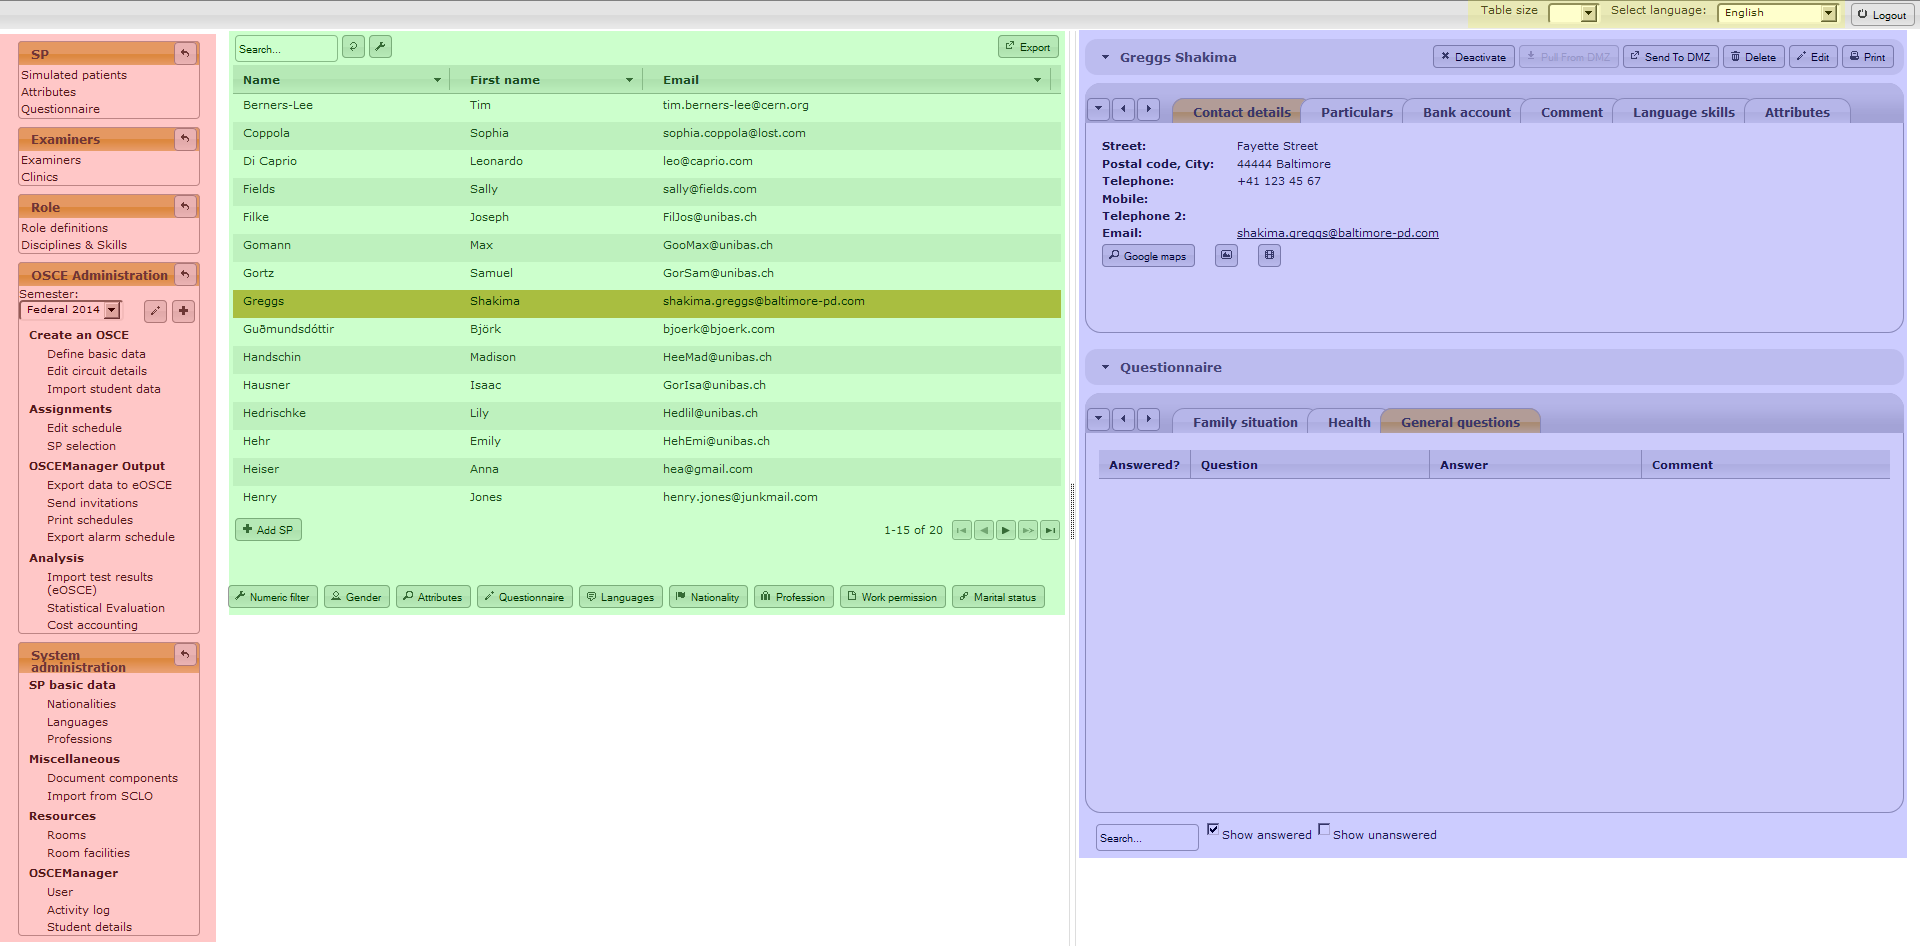 Table size
Select language: English
Logout
SP
Simulated patients
Attributes
Questionnaire
Examiners
Examiners
Clinics
Role
Role definitions
Disciplines & Skills
OSCE Administration
Semester:
Federal 2014
Create an OSCE
Define basic data
Edit circuit details
Import student data
Assignments
Edit schedule
SP selection
OSCEManager Output
Export data to eOSCE
Send invitations
Print schedules
Export alarm schedule
Analysis
Import test results
(eOSCE)
Statistical Evaluation
Cost accounting
System
administration
SP basic data
Nationalities
Languages
Professions
Miscellaneous
Document components
Import from SCLO
Resources
Rooms
Room facilities
OSCEManager
User
Activity log
Student details
Search...
Export
Name First name Email
Berners-Lee Tim tim.berners-lee@cern.org
Coppola Sophia sophia.coppola@lost.com
Di Caprio Leonardo leo@caprio.com
Fields Sally sally@fields.com
Filke Joseph FilJos@unibas.ch
Gomann Max GooMax@unibas.ch
Gortz Samuel GorSam@unibas.ch
Greggs Shakima shakima.greggs@baltimore-pd.com
Guðmundsdóttir Björk bjoerk@bjoerk.com
Handschin Madison HeeMad@unibas.ch
Hausner Isaac GorIsa@unibas.ch
Hedrischke Lily Hedlil@unibas.ch
Hehr Emily HehEmi@unibas.ch
Heiser Anna hea@gmail.com
Henry Jones henry.jones@junkmail.com
Add SP
1-15 of 20
Numeric filter Gender Attributes Questionnaire Languages Nationality Profession Work permission Marital status
Greggs Shakima
Deactivate Pull From DMZ Send To DMZ Delete Edit Print
Contact details Particulars Bank account Comment Language skills Attributes
Street: Fayette Street
Postal code, City: 44444 Baltimore
Telephone: +41 123 45 67
Mobile:
Telephone 2:
Email: shakima.greggs@baltimore-pd.com
Google maps
Questionnaire
Family situation Health General questions
Answered? Question Answer Comment
Search... Show answered Show unanswered